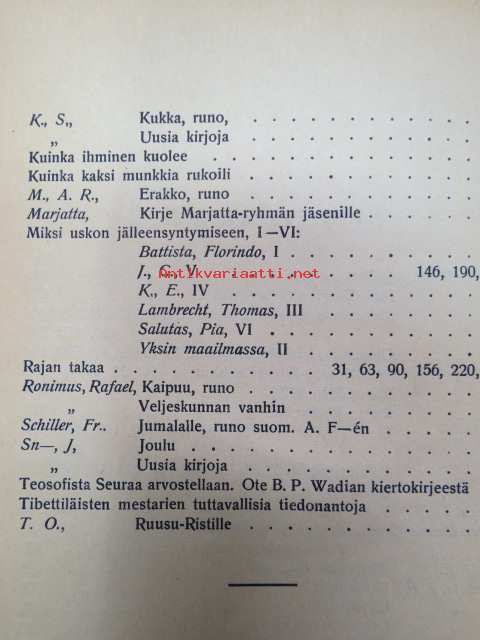 K., S., Kukka, runo, . . . . . . . . . . .
„ Uusia kirjoja . . . . . . . . . . .
Kuinka ihminen kuolee . . . . . . . . . . .
Kuinka kaksi munkkia rukoili . . . . . . . . . . .
M., A. R., Erakko, runo . . . . . . . . . . .
Marjatta, Kirje Marjatta-ryhmän jäsenille . . . . . .
Miksi uskon jälleensyntymiseen, I—VI:
Battista, Florindo, I . . . . . . . .
J., C., V . . . . . . . 146, 190,
Antikvariaatti.net
K., E., IV . . . . . . . . . .
Lambrecht, Thomas, III . . . . . . . .
Salutas, Pia, VI . . . . . . . . .
Yksin maailmassa, II . . . . . . . .
Rajan takaa . . . . . . . . . 31, 63, 90, 156, 220,
Ronimus, Rafael, Kaipuu, runo . . . . . . . . . .
„ Veljeskunnan vanhin . . . . . . . .
Schiller, Fr.. Jumalalle, runo suom. A. F—én . . . . . .
Sn—, J, Joulu . . . . . . . . . . . .
„ Uusia kirjoja . . . . . . . . . .
Teosofista Seuraa arvostellaan. Ote B. P. Wadian kiertokirjeestä
Tibettiläisten mestarien tuttavallisia tiedonantoja . . . . .
T. O., Ruusu-Ristille . . . . . . . . . .